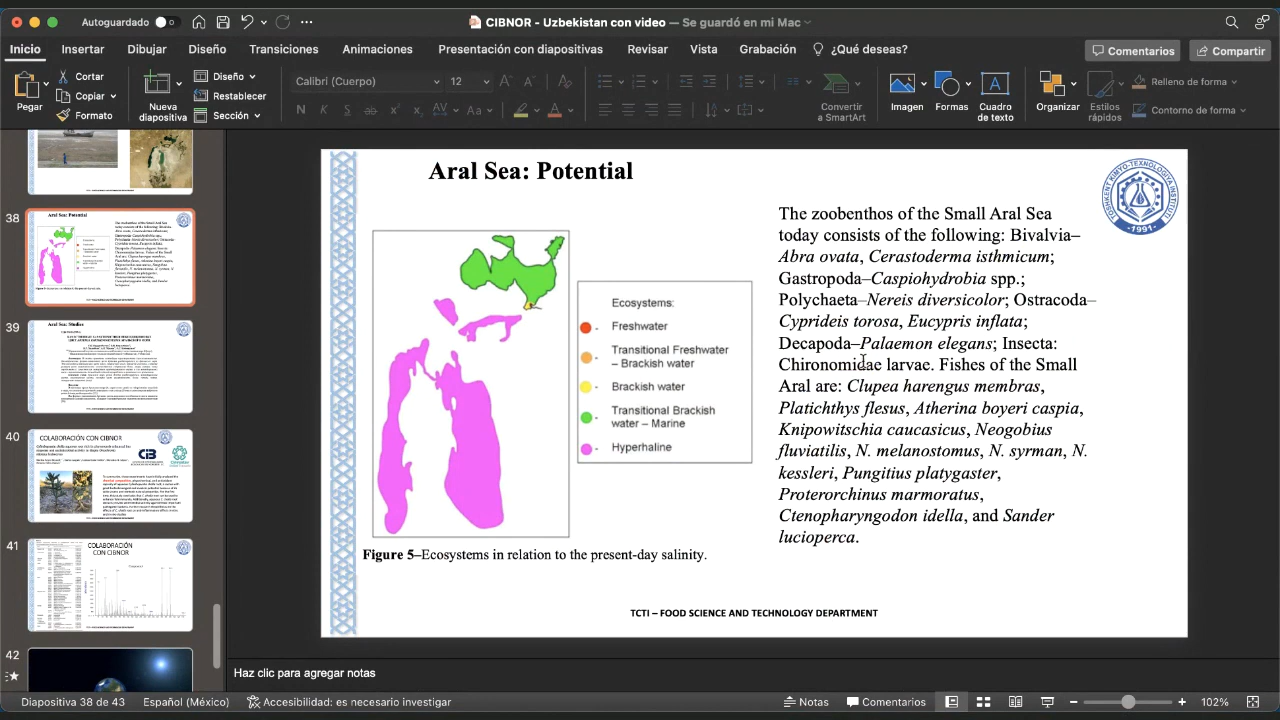 Autoguardado
CIBNOR - Uzbekistan con video — Se guardó en mi Mac
Inicio Insertar Dibujar Diseño Transiciones Animaciones Presentación con diapositivas Revisar Vista Grabación ¿Qué deseas? Comentarios Compartir
Pegar
Cortar
Copiar
Formato
Nueva
diapositiva
Diseño
Restablecer
Sección
Calibri (Cuerpo) 12
Convertir
a SmartArt
Imagen
Formas
Cuadro
de texto
Organizar
Estilos
rápidos
Relleno de forma
Contorno de forma
38
Aral Sea: Potential
39
Aral Sea: Studies
40
COLABORACIÓN CON CIBNOR
41
COLABORACIÓN
CON CIBNOR
42
Aral Sea: Potential
1991
Ecosystems:
Freshwater
Transitional Freshwater
– Brackish water
Brackish water
Transitional Brackish
water – Marine
Hyperhaline
Figure 5–Ecosystems in relation to the present-day salinity.
The zoobenthos of the Small Aral Sea
today consists of the following: Bivalvia–
Abra ovata, Cerastoderma isthmicum;
Gastropoda–Caspiohydrobia spp.;
Polychaeta–Nereis diversicolor; Ostracoda–
Cyprideis torosa, Eucypris inflata;
Decapoda–Palaemon elegans; Insecta:
Chironomidae larvae. Fishes of the Small
Aral are: Clupea harengus membras,
Platichthys flesus, Atherina boyeri caspia,
Knipowitschia caucasicus, Neogobius
fluviatilis, N. melanostomus, N. syrman, N.
kessleri, Pungitius platygaster,
Proterorchinus marmoratus,
Ctenopharyngodon idella, and Sander
lucioperca.
TCTI – FOOD SCIENCE AND TECHNOLOGY DEPARTMENT
Haz clic para agregar notas
Diapositiva 38 de 43 Español (México) Accesibilidad: es necesario investigar Notas Comentarios 102%